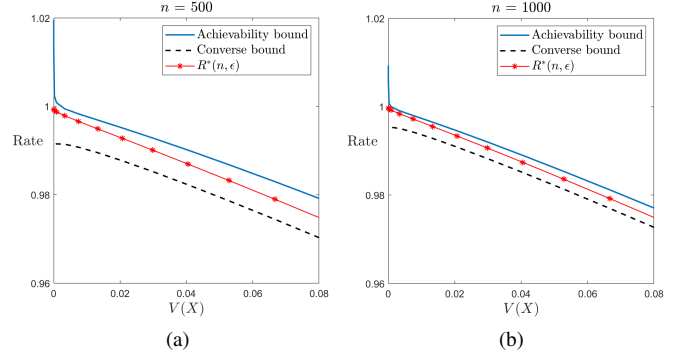 n = 500
1.02
1
0.98
0.96
Rate
Achievability bound
Converse bound
R*(n, ϵ)
0
0.02
0.04
0.06
0.08
V(X)
(a)
n = 1000
1.02
1
0.98
0.96
Rate
Achievability bound
Converse bound
R*(n, ϵ)
0
0.02
0.04
0.06
0.08
V(X)
(b)